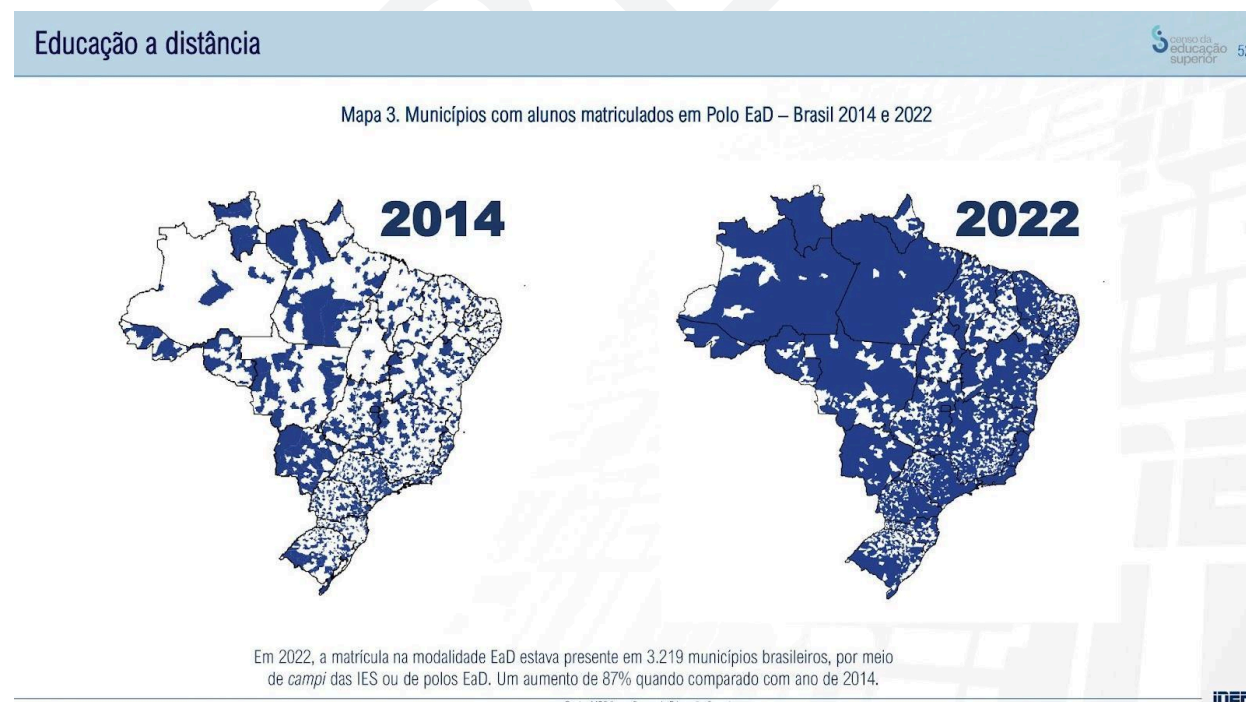 Educação a distância
censo da
educação
superior
Mapa 3. Municípios com alunos matriculados em Polo EaD – Brasil 2014 e 2022
2014
2022
Em 2022, a matrícula na modalidade EaD estava presente em 3.219 municípios brasileiros, por meio
de campi das IES ou de polos EaD. Um aumento de 87% quando comparado com ano de 2014.